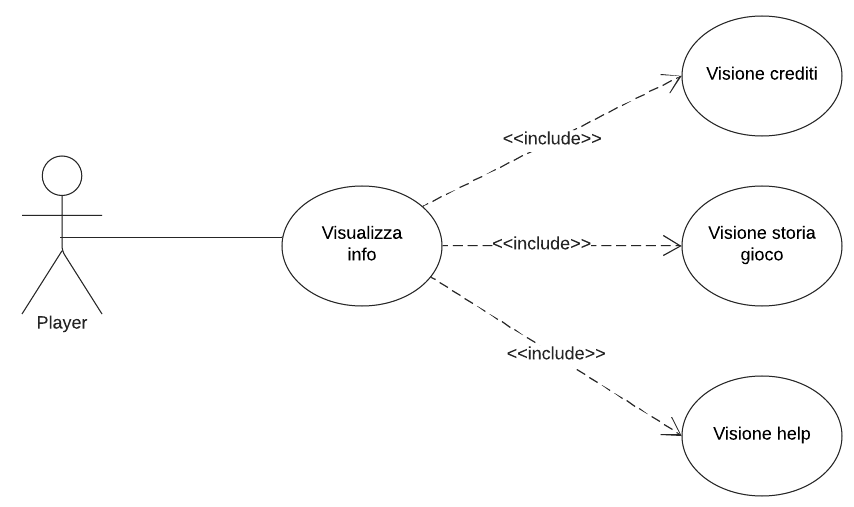 Visione crediti
<<include>>
Visualizza
info
<<include>>
Visione storia
gioco
Player
<<include>>
Visione help